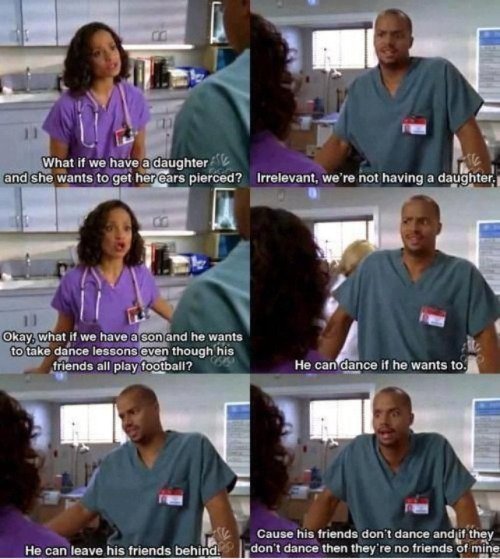 What if we have a daughter
and she wants to get her ears pierced?
Irrelevant, we're not having a daughter.
Okay, what if we have a son and he wants
to take dance lessons even though his
friends all play football?
He can dance if he wants to.
He can leave his friends behind.
Cause his friends don't dance and if they
don't dance then they're no friends of mine